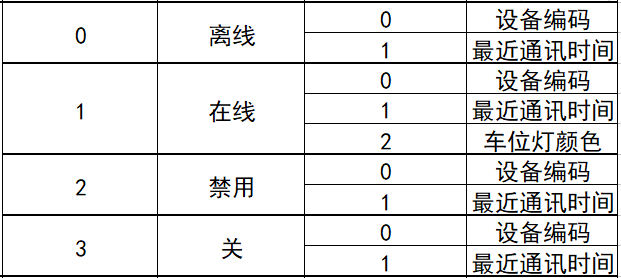 0 离线 0 设备编码
1 最近通讯时间
1 在线 0 设备编码
1 最近通讯时间
2 车位灯颜色
2 禁用 0 设备编码
1 最近通讯时间
3 关 0 设备编码
1 最近通讯时间